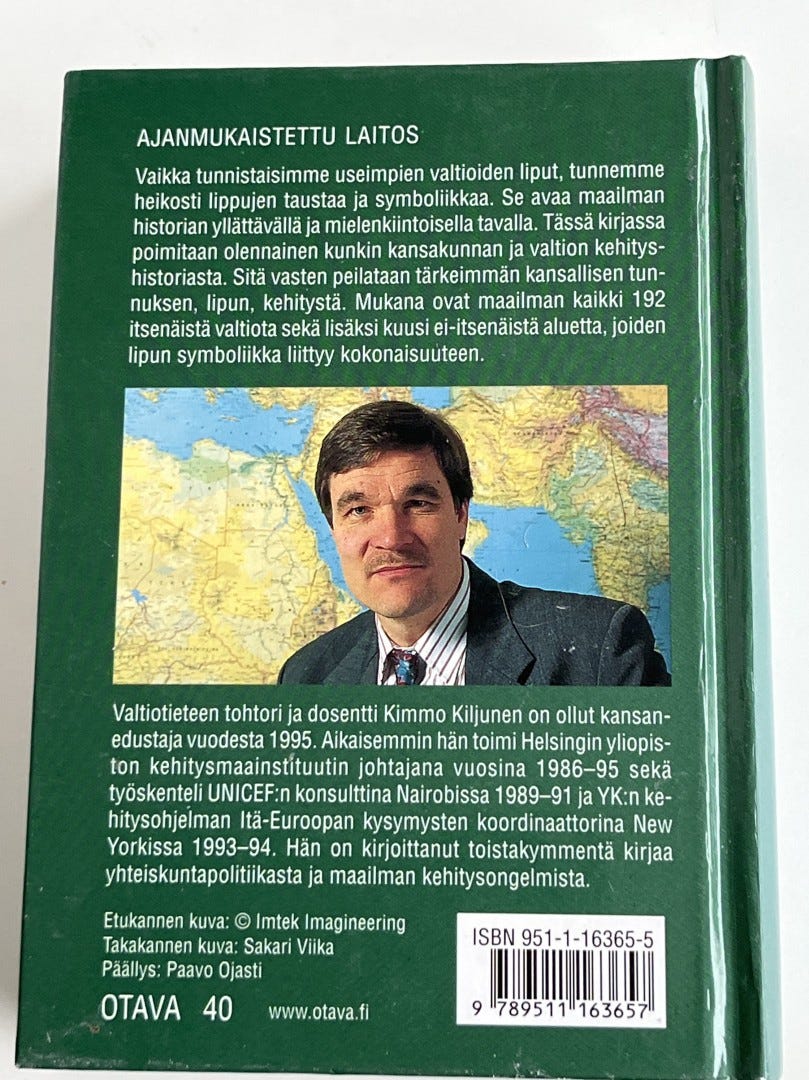 AJANMUKAISTETTU LAITOS
Vaikka tunnistaisimme useimpien valtioiden liput, tunnemme
heikosti lippujen taustaa ja symboliikkaa. Se avaa maailman
historian yllättävällä ja mielenkiintoisella tavalla. Tässä kirjassa
poimitaan olennainen kunkin kansakunnan ja valtion kehitys-
historiasta. Sitä vasten peilataan tärkeimmän kansallisen tun-
nuksen, lipun, kehitystä. Mukana ovat maailman kaikki 192
itsenäistä valtiota sekä lisäksi kuusi ei-itsenäistä aluetta, joiden
lipun symboliikka liittyy kokonaisuuteen.
Valtiotieteen tohtori ja dosentti Kimmo Kiljunen on ollut kansan-
edustaja vuodesta 1995. Aikaisemmin hän toimi Helsingin yliopis-
ton kehitysmaainstituutin johtajana vuosina 1986–95 sekä
työskenteli UNICEF:n konsulttina Nairobissa 1989–91 ja YK:n ke-
hitysohjelman Itä-Euroopan kysymysten koordinaattorina New
Yorkissa 1993–94. Hän on kirjoittanut toistakymmentä kirjaa
yhteiskuntapolitiikasta ja maailman kehitysongelmista.
Etukannen kuva: © Imtek Imagineering
Takakannen kuva: Sakari Viika
Päällys: Paavo Ojasti
OTAVA 40 www.otava.fi
ISBN 951-1-16365-5
9 789511 163657